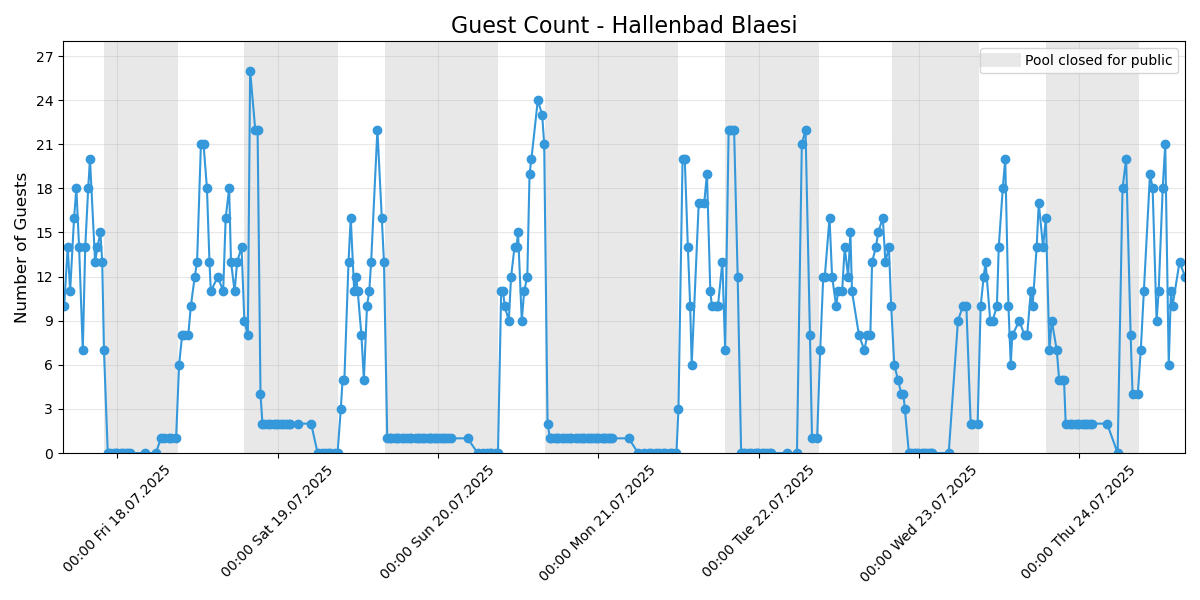 Guest Count - Hallenbad Blaesi
Pool closed for public
Number of Guests
27
24
21
18
15
12
9
6
3
0
00:00 Fri 18.07.2025
00:00 Sat 19.07.2025
00:00 Sun 20.07.2025
00:00 Mon 21.07.2025
00:00 Tue 22.07.2025
00:00 Wed 23.07.2025
00:00 Thu 24.07.2025